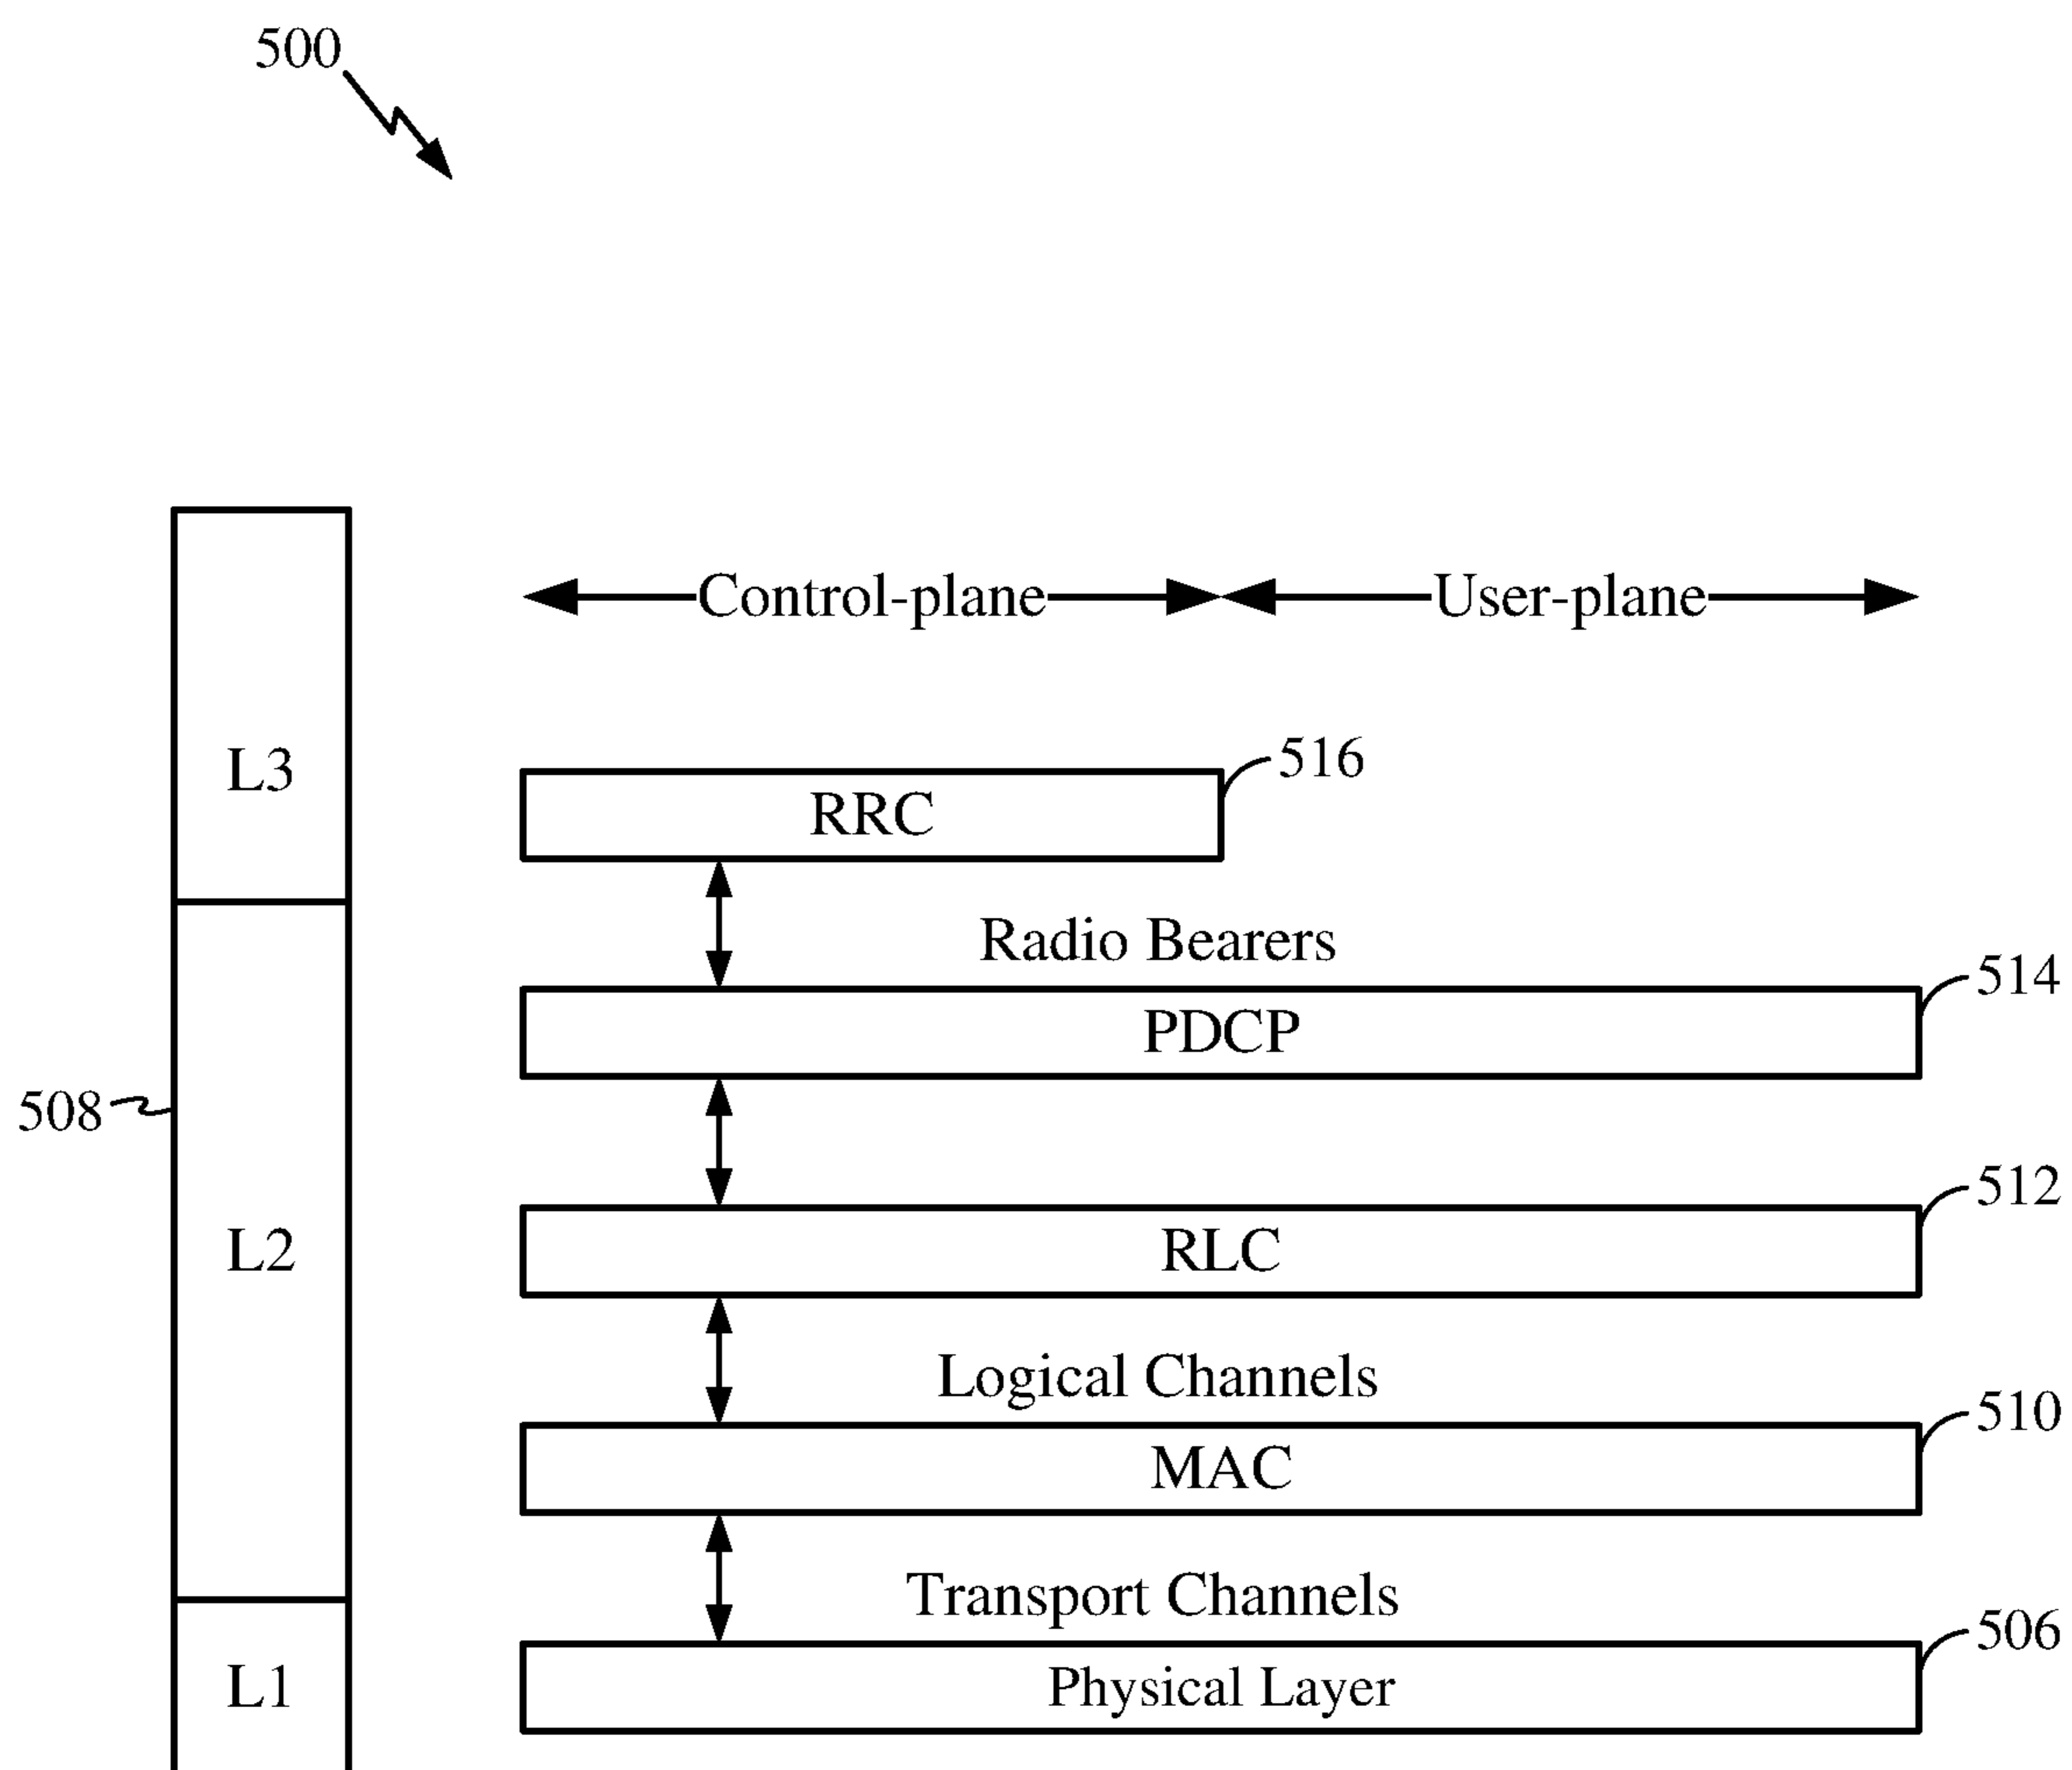 500
Control-plane User-plane
L3
516
RRC
Radio Bearers
514
PDCP
508
512
L2
RLC
Logical Channels
510
MAC
Transport Channels
506
L1
Physical Layer